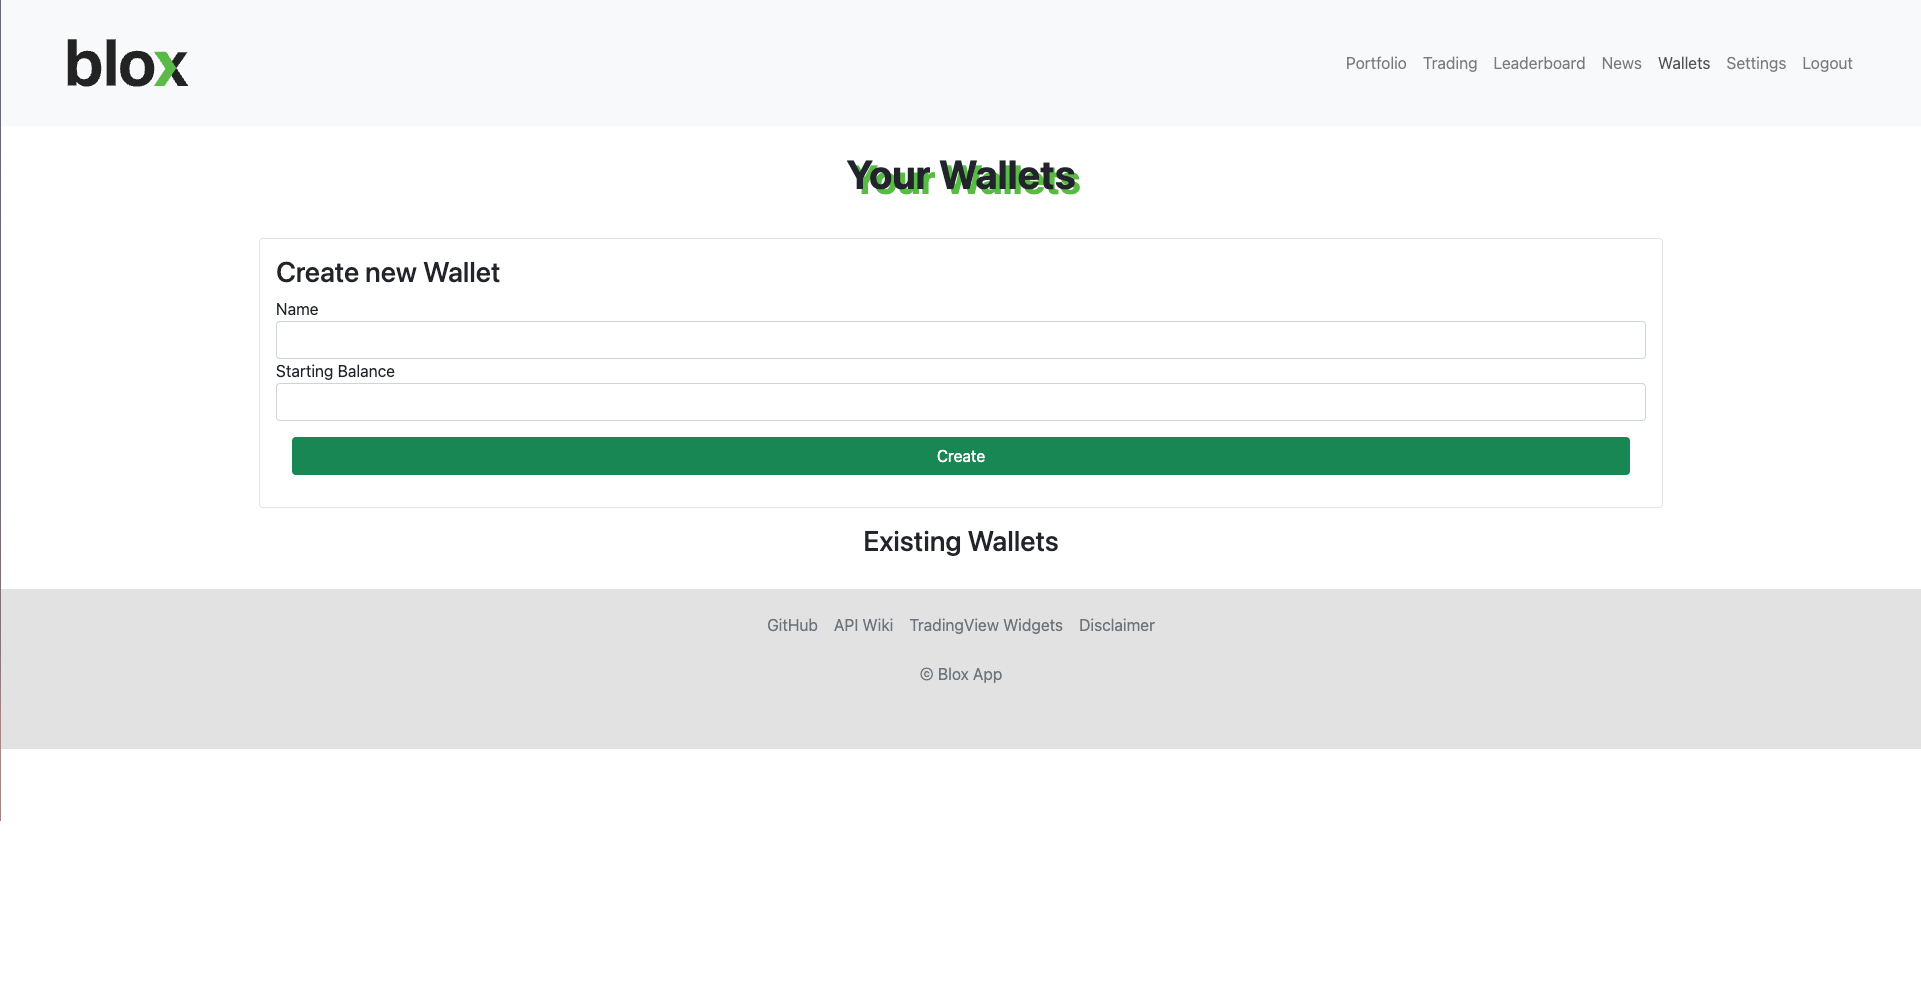 blox
Portfolio Trading Leaderboard News Wallets Settings Logout
Your Wallets
Create new Wallet
Name
Starting Balance
Create
Existing Wallets
GitHub API Wiki TradingView Widgets Disclaimer
© Blox App